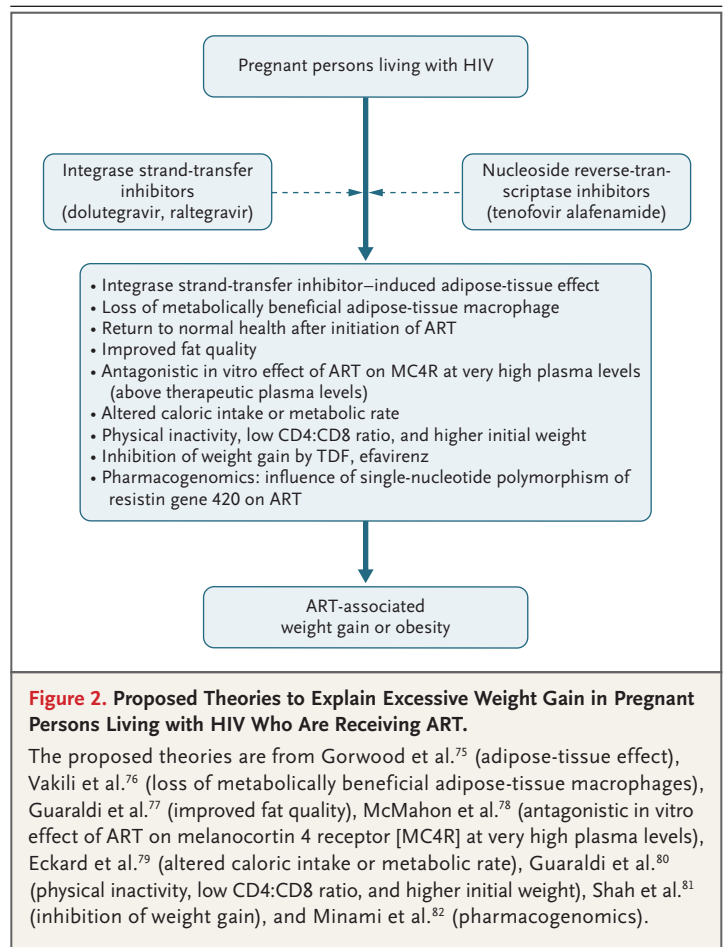 Pregnant persons living with HIV
Integrase strand-transfer
inhibitors
(dolutegravir, raltegravir)
Nucleoside reverse-tran-
scriptase inhibitors
(tenofovir alafenamide)
• Integrase strand-transfer inhibitor–induced adipose-tissue effect
• Loss of metabolically beneficial adipose-tissue macrophage
• Return to normal health after initiation of ART
• Improved fat quality
• Antagonistic in vitro effect of ART on MC4R at very high plasma levels
(above therapeutic plasma levels)
• Altered caloric intake or metabolic rate
• Physical inactivity, low CD4:CD8 ratio, and higher initial weight
• Inhibition of weight gain by TDF, efavirenz
• Pharmacogenomics: influence of single-nucleotide polymorphism of
resistin gene 420 on ART
ART-associated
weight gain or obesity
Figure 2. Proposed Theories to Explain Excessive Weight Gain in Pregnant
Persons Living with HIV Who Are Receiving ART.
The proposed theories are from Gorwood et al.⁷⁵ (adipose-tissue effect),
Vakili et al.⁷⁶ (loss of metabolically beneficial adipose-tissue macrophages),
Guaraldi et al.⁷⁷ (improved fat quality), McMahon et al.⁷⁸ (antagonistic in vitro
effect of ART on melanocortin 4 receptor [MC4R] at very high plasma levels),
Eckard et al.⁷⁹ (altered caloric intake or metabolic rate), Guaraldi et al.⁸⁰
(physical inactivity, low CD4:CD8 ratio, and higher initial weight), Shah et al.⁸¹
(inhibition of weight gain), and Minami et al.⁸² (pharmacogenomics).